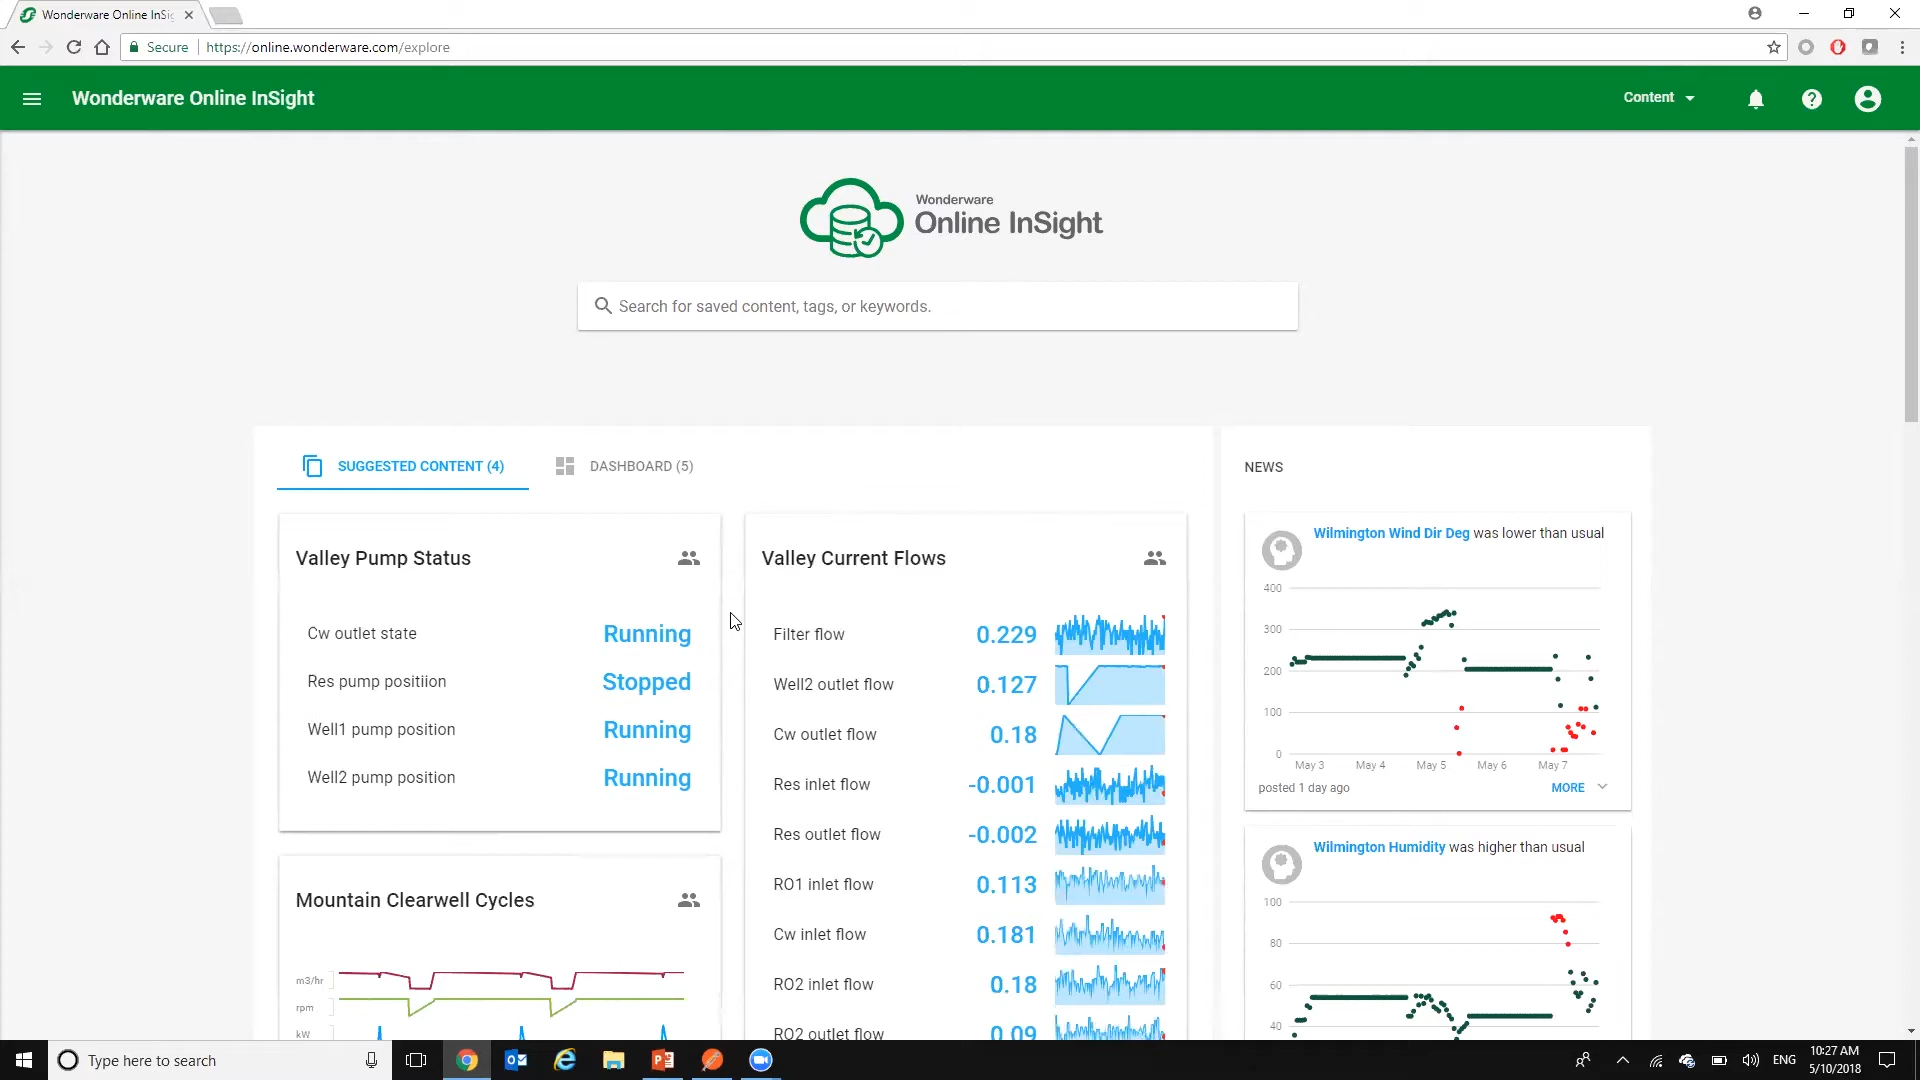 Wonderware Online InSi
Secure
https://online.wonderware.com/explore
Wonderware Online InSight
Content
Wonderware
Online InSight
Search for saved content, tags, or keywords.
SUGGESTED CONTENT (4)
DASHBOARD (5)
NEWS
Valley Pump Status
Cw outlet state Running
Res pump positiion Stopped
Well1 pump position Running
Well2 pump position Running
Mountain Clearwell Cycles
m3/hr
rpm
kW
Valley Current Flows
Filter flow 0.229
Well2 outlet flow 0.127
Cw outlet flow 0.18
Res inlet flow -0.001
Res outlet flow -0.002
RO1 inlet flow 0.113
Cw inlet flow 0.181
RO2 inlet flow 0.18
RO2 outlet flow 0.09
Wilmington Wind Dir Deg was lower than usual
400
300
200
100
0
May 3 May 4 May 5 May 6 May 7
posted 1 day ago MORE
Wilmington Humidity was higher than usual
100
80
60
40
Type here to search
ENG
10:27 AM
5/10/2018